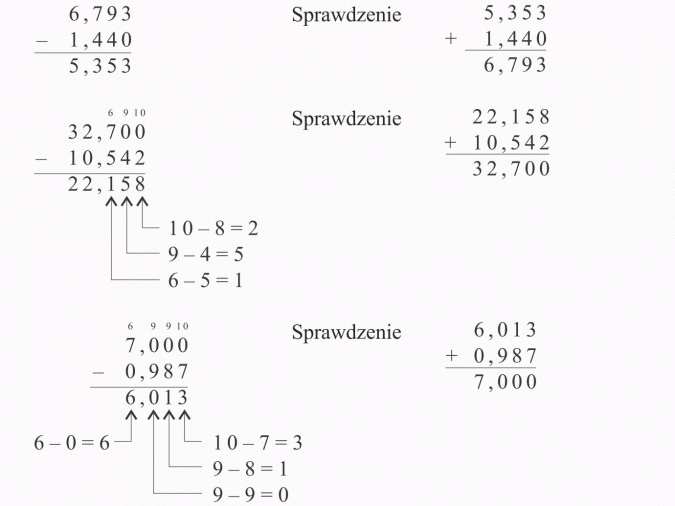 6,793 Sprawdzenie 5,353
– 1,440 + 1,440
5,353 6,793
6 9 10
32,700 Sprawdzenie 22,158
– 10,542 + 10,542
22,158 32,700
10 – 8 = 2
9 – 4 = 5
6 – 5 = 1
6 9 9 10
7,000 Sprawdzenie 6,013
– 0,987 + 0,987
6,013 7,000
6 – 0 = 6 10 – 7 = 3
9 – 8 = 1
9 – 9 = 0